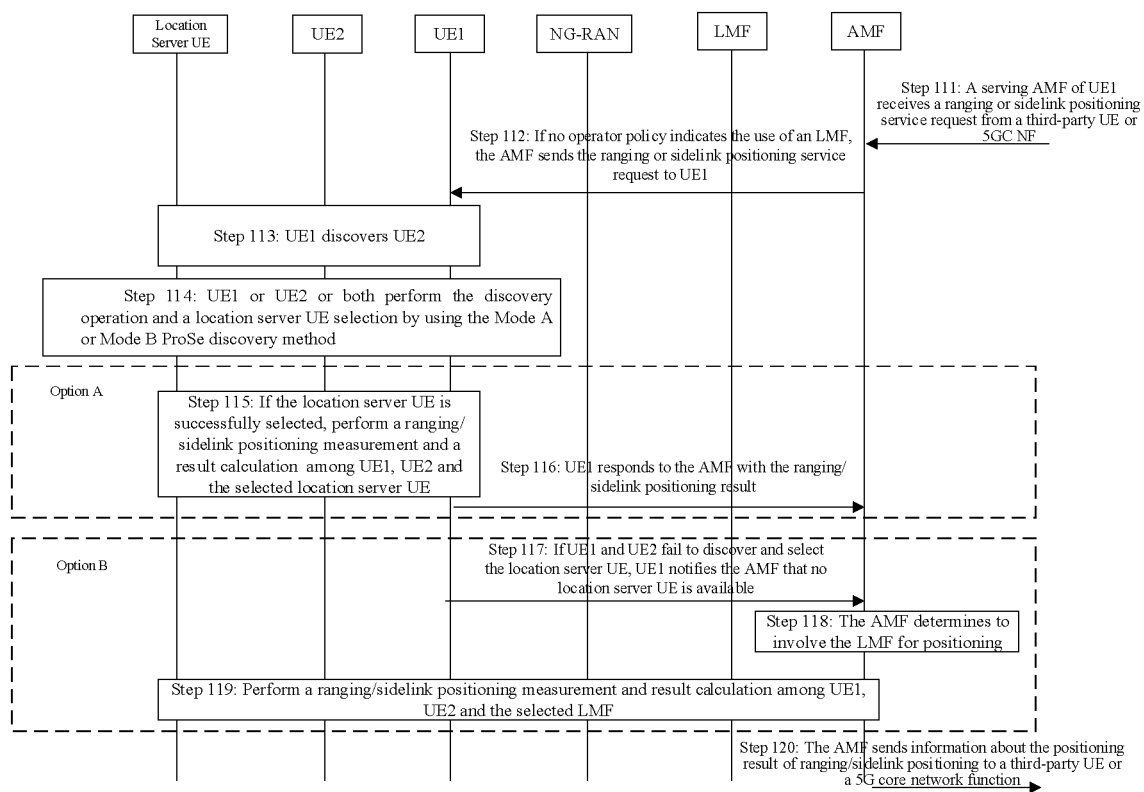 Location
Server UE
UE2
UE1
NG-RAN
LMF
AMF
Step 111: A serving AMF of UE1
receives a ranging or sidelink positioning
service request from a third-party UE or
5GC NF
Step 112: If no operator policy indicates the use of an LMF,
the AMF sends the ranging or sidelink positioning service
request to UE1
Step 113: UE1 discovers UE2
Step 114: UE1 or UE2 or both perform the discovery
operation and a location server UE selection by using the Mode A
or Mode B ProSe discovery method
Option A
Step 115: If the location server UE is
successfully selected, perform a ranging/
sidelink positioning measurement and a
result calculation among UE1, UE2 and
the selected location server UE
Step 116: UE1 responds to the AMF with the ranging/
sidelink positioning result
Option B
Step 117: If UE1 and UE2 fail to discover and select
the location server UE, UE1 notifies the AMF that no
location server UE is available
Step 118: The AMF determines to
involve the LMF for positioning
Step 119: Perform a ranging/sidelink positioning measurement and result calculation among UE1,
UE2 and the selected LMF
Step 120: The AMF sends information about the positioning
result of ranging/sidelink positioning to a third-party UE or
a 5G core network function